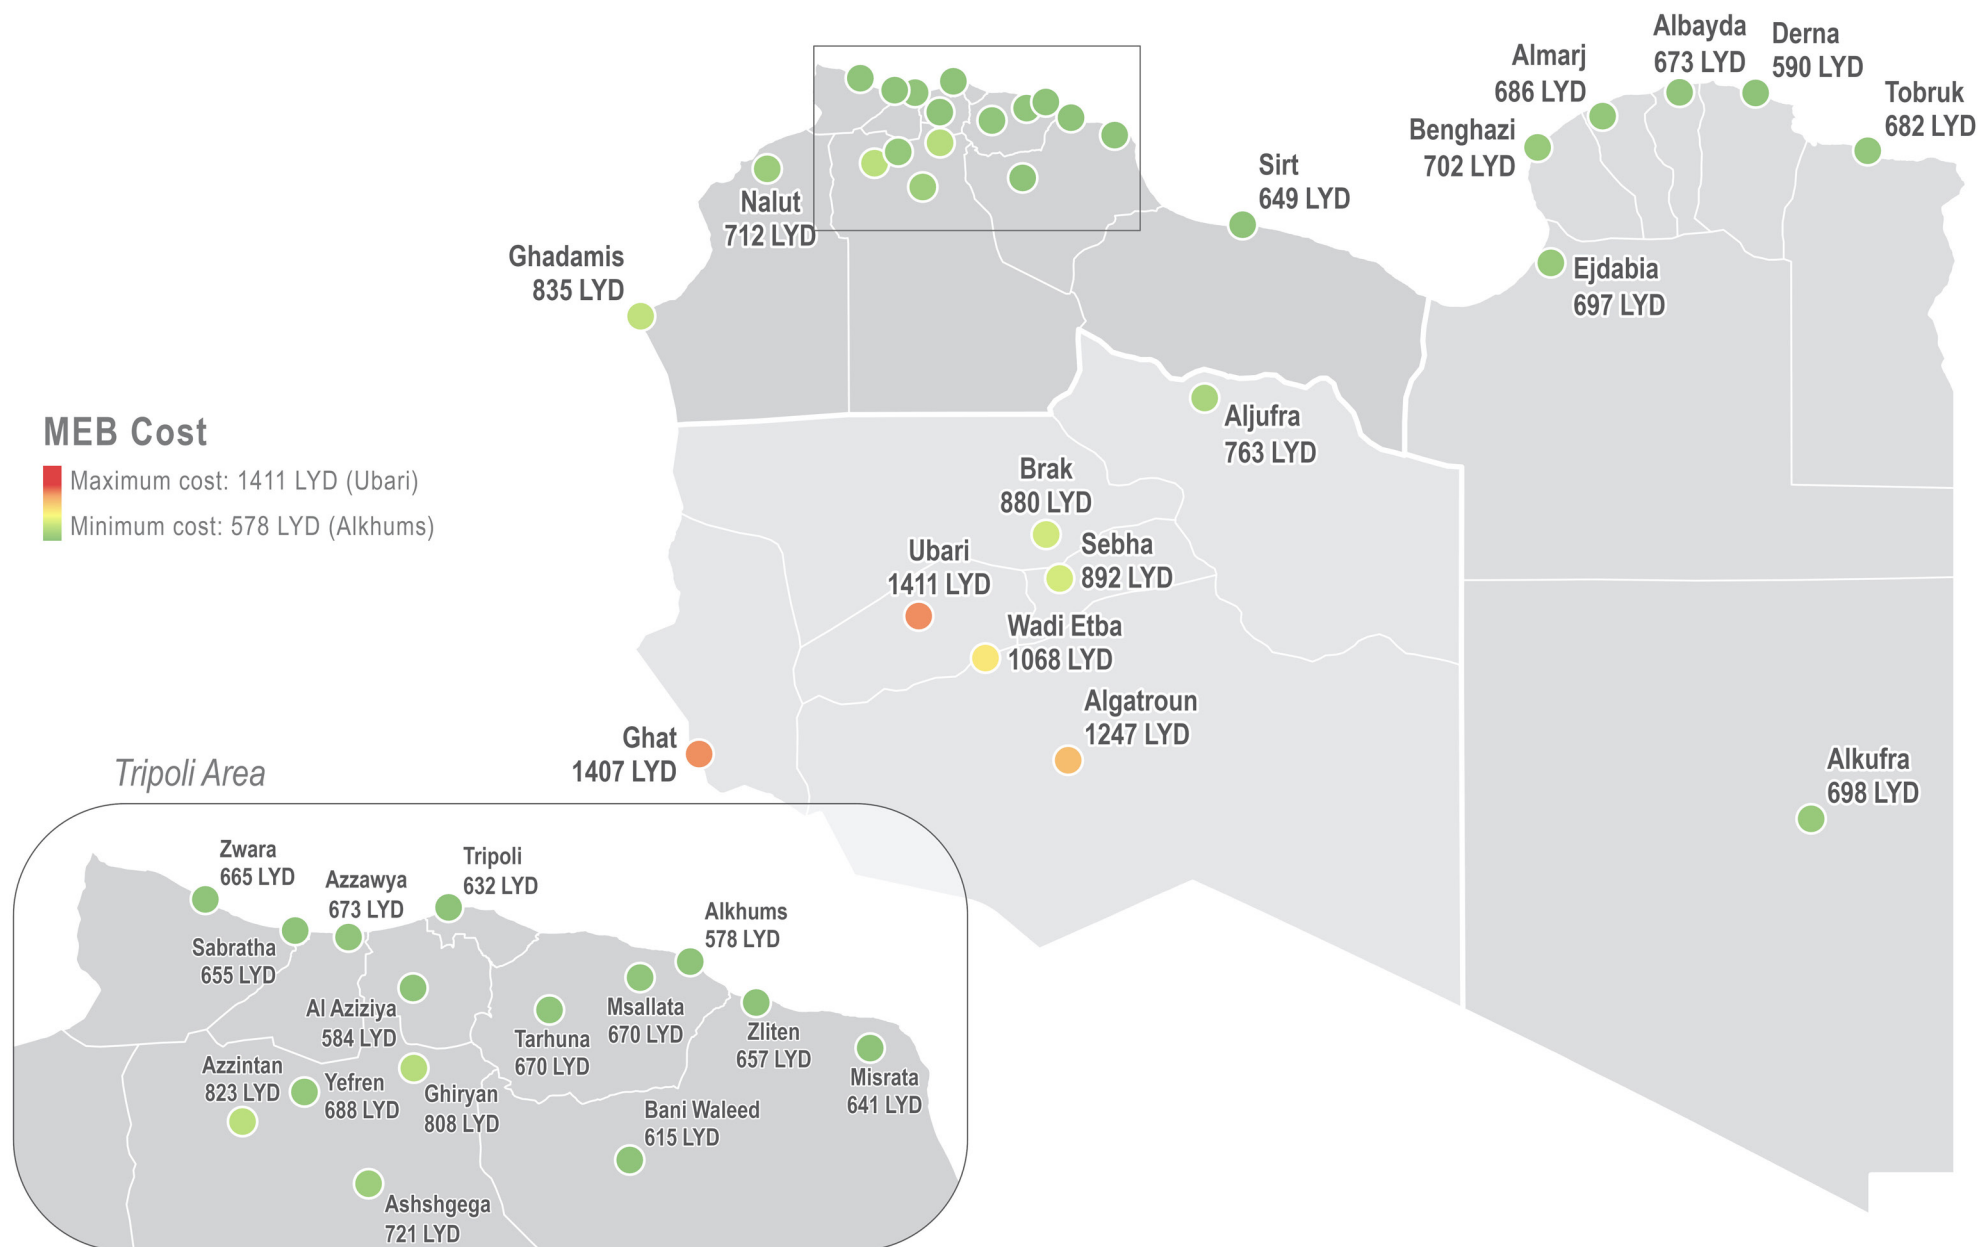 Albayda
673 LYD
Derna
590 LYD
Almarj
686 LYD
Tobruk
682 LYD
Benghazi
702 LYD
Sirt
649 LYD
Nalut
712 LYD
Ghadamis
835 LYD
Ejdabia
697 LYD
Aljufra
763 LYD
MEB Cost
Maximum cost: 1411 LYD (Ubari)
Minimum cost: 578 LYD (Alkhums)
Brak
880 LYD
Sebha
892 LYD
Ubari
1411 LYD
Wadi Etba
1068 LYD
Algatroun
1247 LYD
Ghat
1407 LYD
Alkufra
698 LYD
Tripoli Area
Zwara
665 LYD
Azzawya
673 LYD
Tripoli
632 LYD
Alkhums
578 LYD
Sabratha
655 LYD
Al Aziziya
584 LYD
Msallata
670 LYD
Tarhuna
670 LYD
Zliten
657 LYD
Misrata
641 LYD
Azzintan
823 LYD
Yefren
688 LYD
Ghiryan
808 LYD
Bani Waleed
615 LYD
Ashshgega
721 LYD